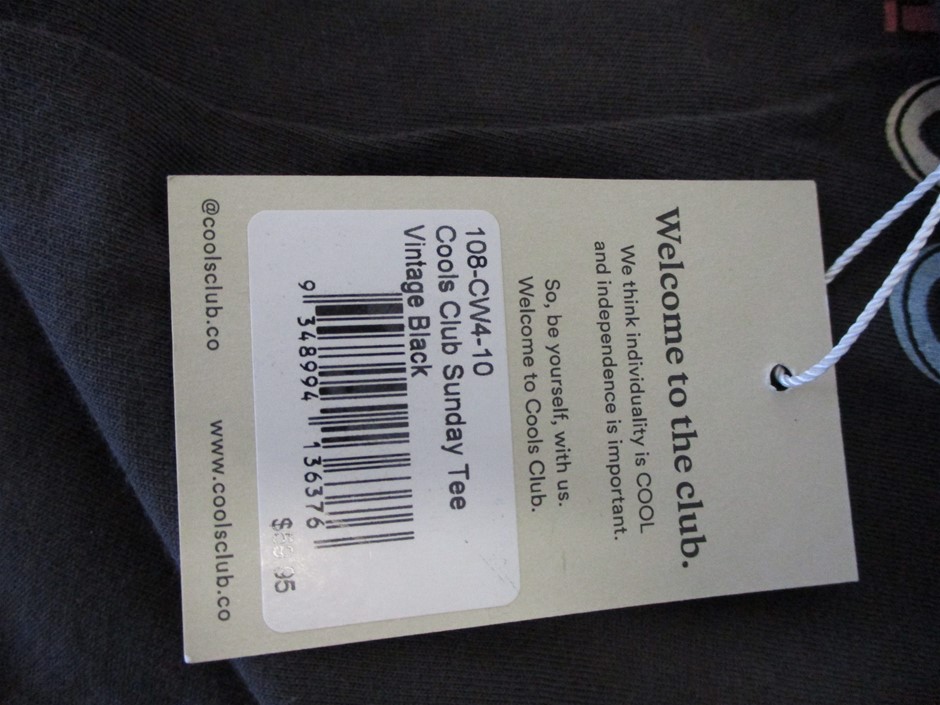 Welcome to the club.
We think individuality is COOL
and independence is important.
So, be yourself, with us.
Welcome to Cools Club.
108-CW4-10
Cools Club Sunday Tee
Vintage Black
9 348994 136376
@coolsclub.co www.coolsclub.co